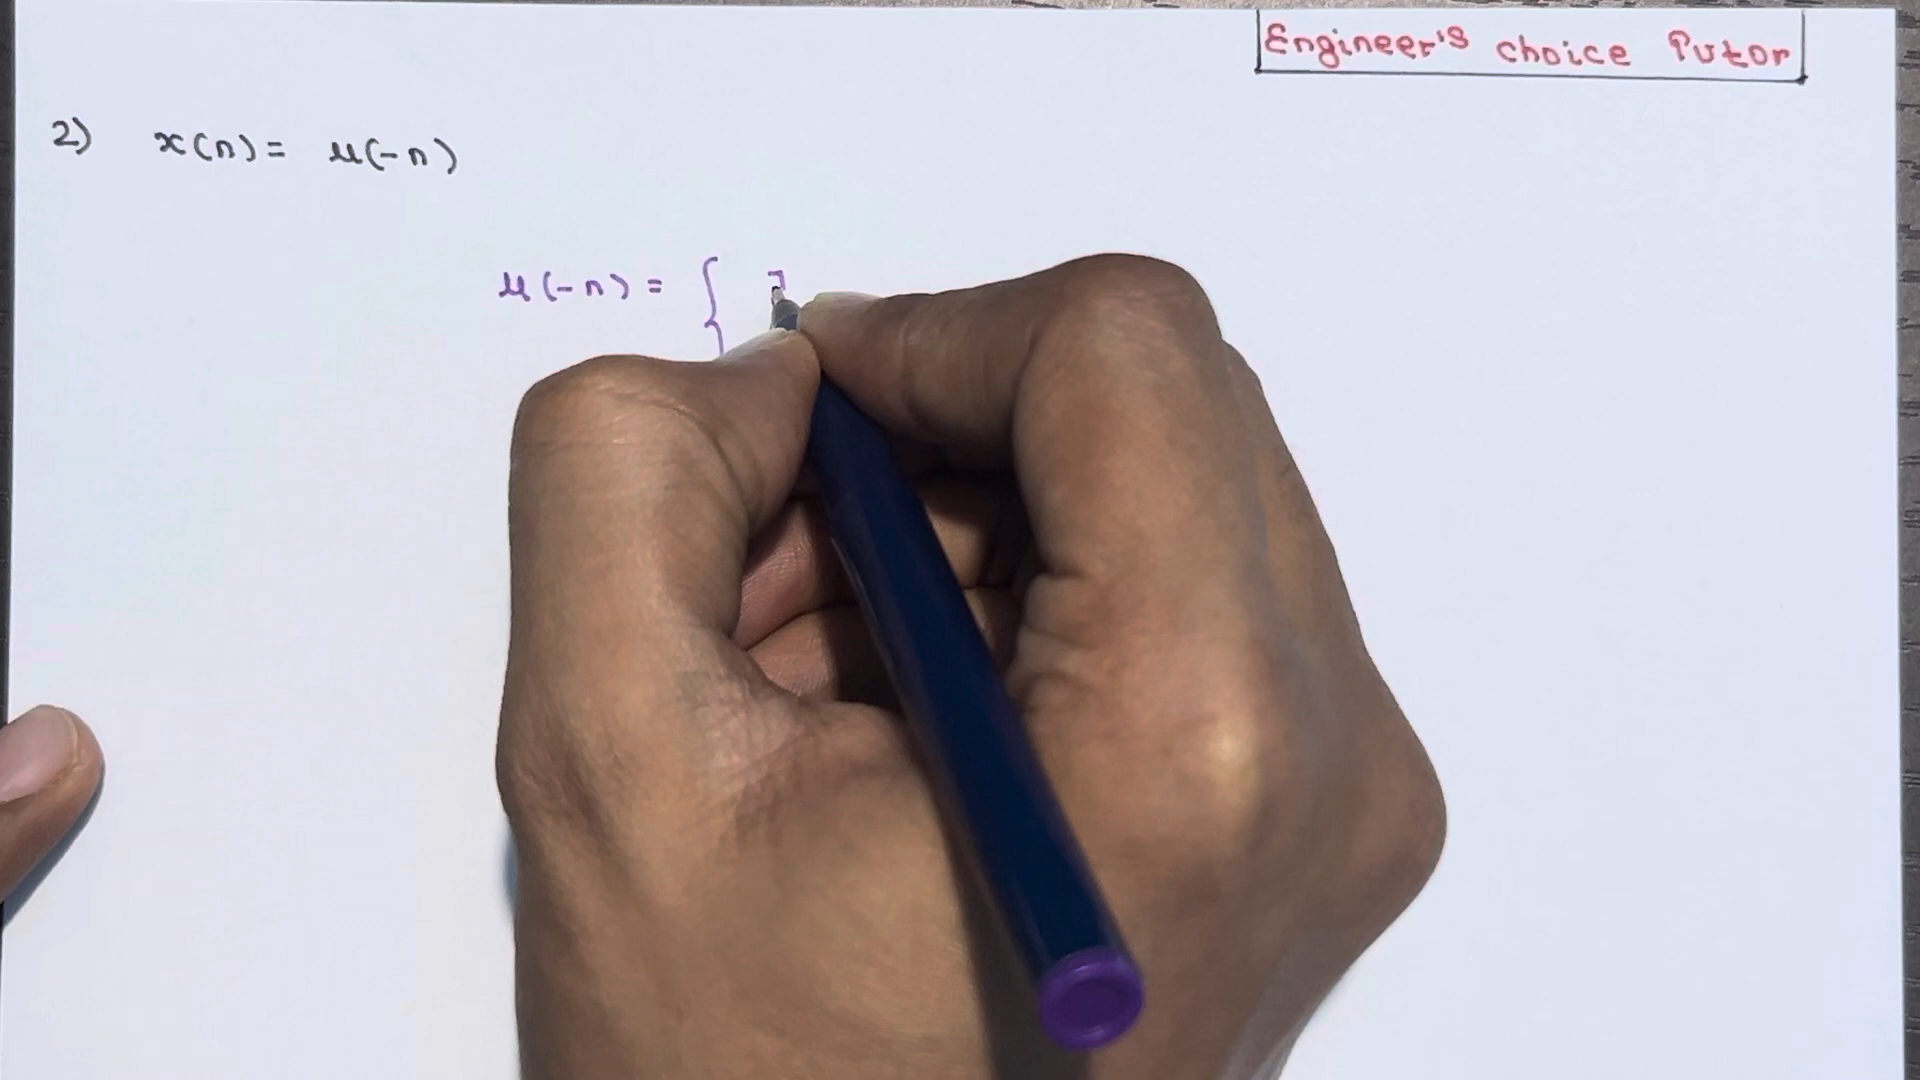 Engineer's choice Tutor
2) x(n) = u(-n)
u(-n) = {